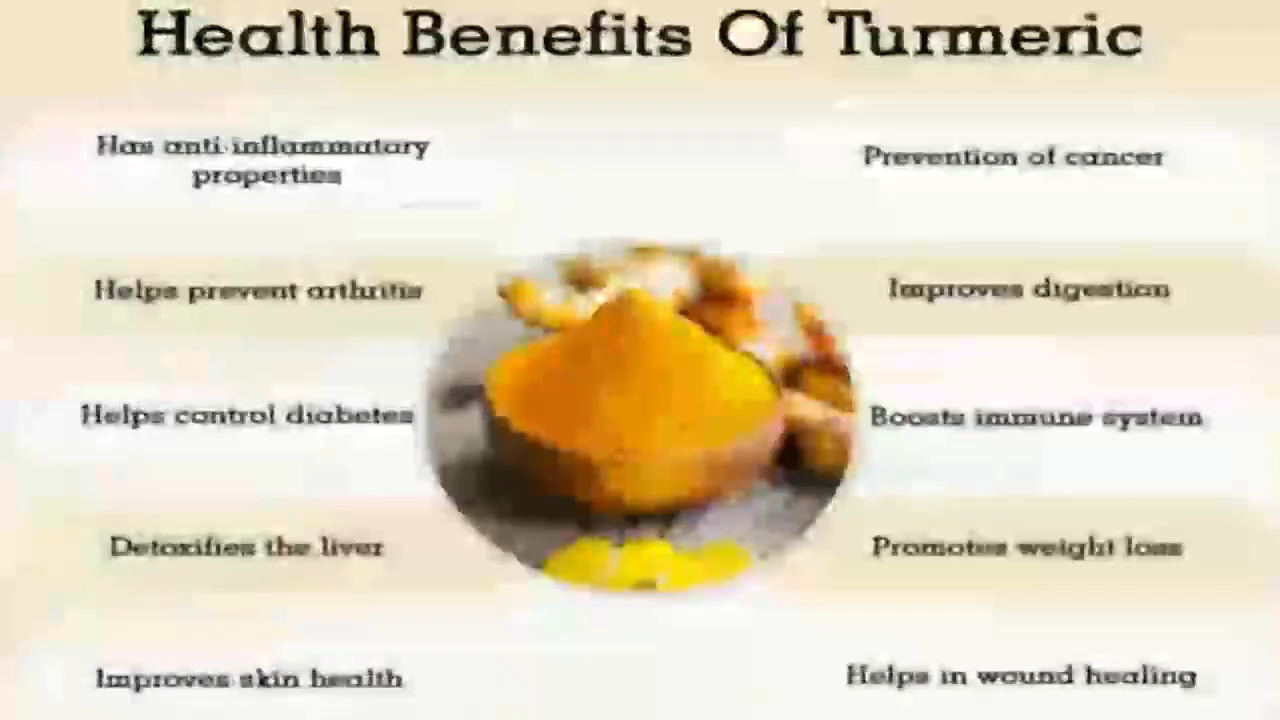 Health Benefits Of Turmeric
Has anti-inflammatory
properties
Prevention of cancer
Helps prevent arthritis
Improves digestion
Helps control diabetes
Boosts immune system
Detoxifies the liver
Promotes weight loss
Improves skin health
Helps in wound healing